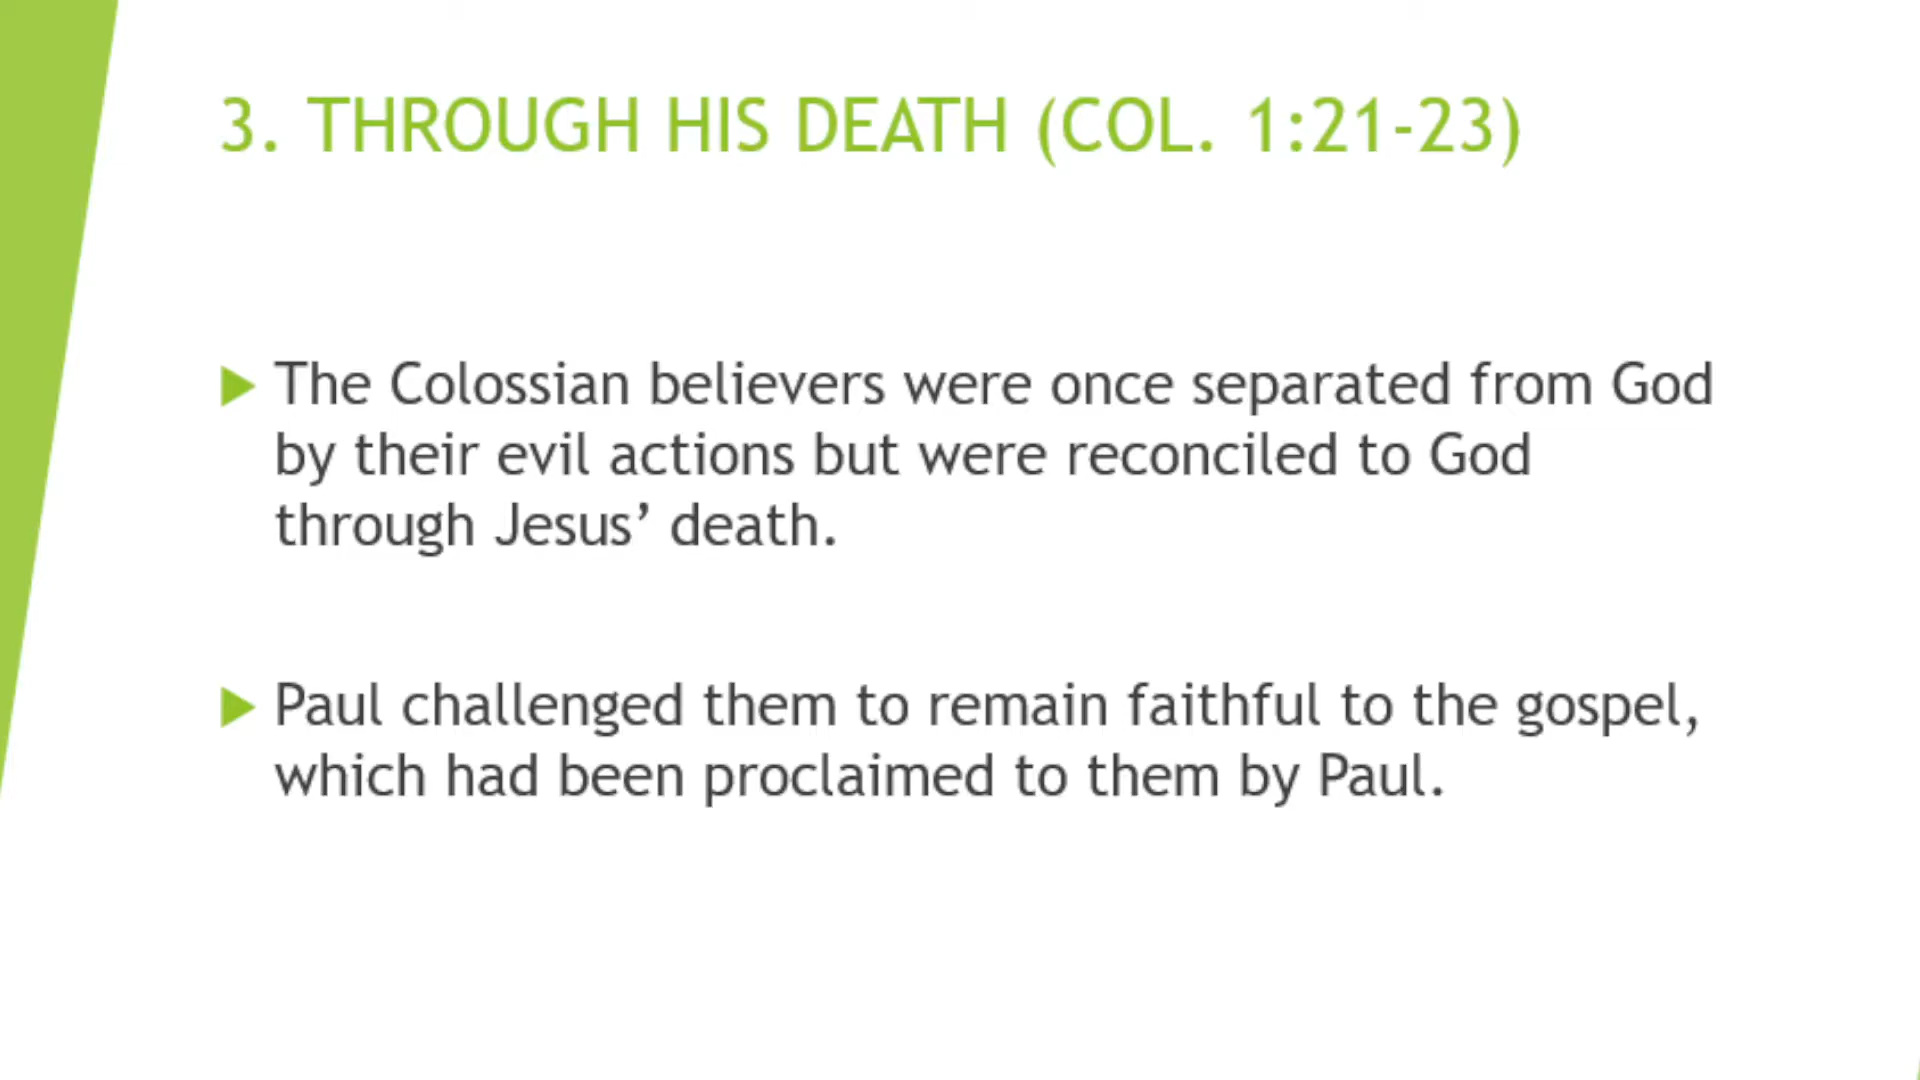 3. THROUGH HIS DEATH (COL. 1:21-23)
The Colossian believers were once separated from God
by their evil actions but were reconciled to God
through Jesus’ death.
Paul challenged them to remain faithful to the gospel,
which had been proclaimed to them by Paul.